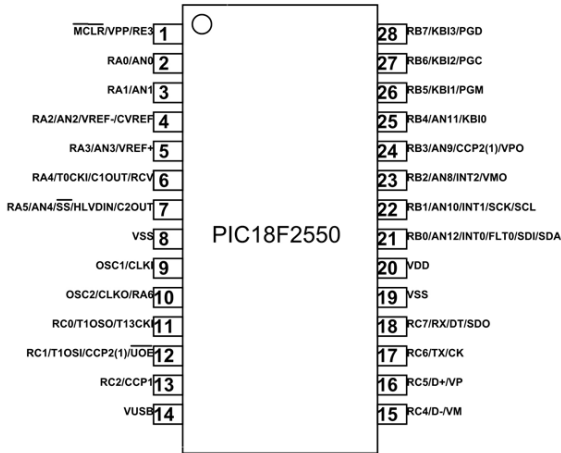 MCLR/VPP/RE3 1 28 RB7/KBI3/PGD
RA0/AN0 2 27 RB6/KBI2/PGC
RA1/AN1 3 26 RB5/KBI1/PGM
RA2/AN2/VREF-/CVREF 4 25 RB4/AN11/KBI0
RA3/AN3/VREF+ 5 24 RB3/AN9/CCP2(1)/VPO
RA4/T0CKI/C1OUT/RCV 6 23 RB2/AN8/INT2/VMO
RA5/AN4/SS/HLVDIN/C2OUT 7 22 RB1/AN10/INT1/SCK/SCL
VSS 8 PIC18F2550 21 RB0/AN12/INT0/FLT0/SDI/SDA
OSC1/CLKI 9 20 VDD
OSC2/CLKO/RA6 10 19 VSS
RC0/T1OSO/T13CKI 11 18 RC7/RX/DT/SDO
RC1/T1OSI/CCP2(1)/UOE 12 17 RC6/TX/CK
RC2/CCP1 13 16 RC5/D+/VP
VUSB 14 15 RC4/D-/VM